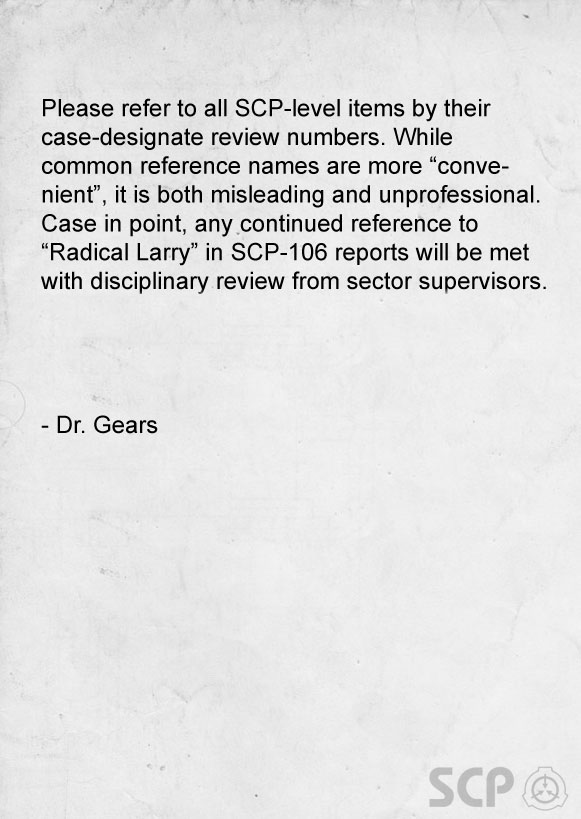 Please refer to all SCP-level items by their
case-designate review numbers. While
common reference names are more “conve-
nient”, it is both misleading and unprofessional.
Case in point, any continued reference to
“Radical Larry” in SCP-106 reports will be met
with disciplinary review from sector supervisors.
- Dr. Gears
SCP